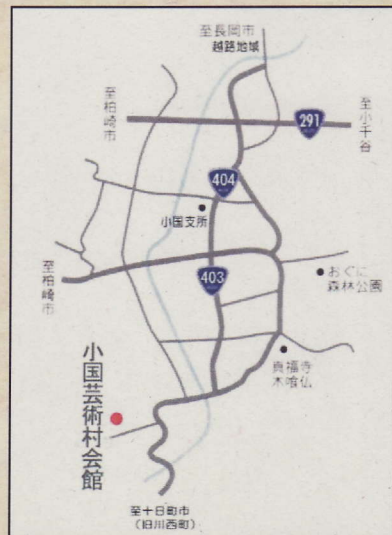 至長岡市
越路地域
至柏崎市
291
至小千谷
404
小国支所
至柏崎市
403
おぐに
森林公園
真福寺
木喰仏
小国芸術村会館
至十日町市
（旧川西町）